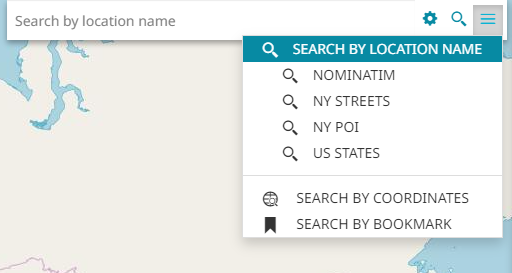 Search by location name
SEARCH BY LOCATION NAME
NOMINATIM
NY STREETS
NY POI
US STATES
SEARCH BY COORDINATES
SEARCH BY BOOKMARK